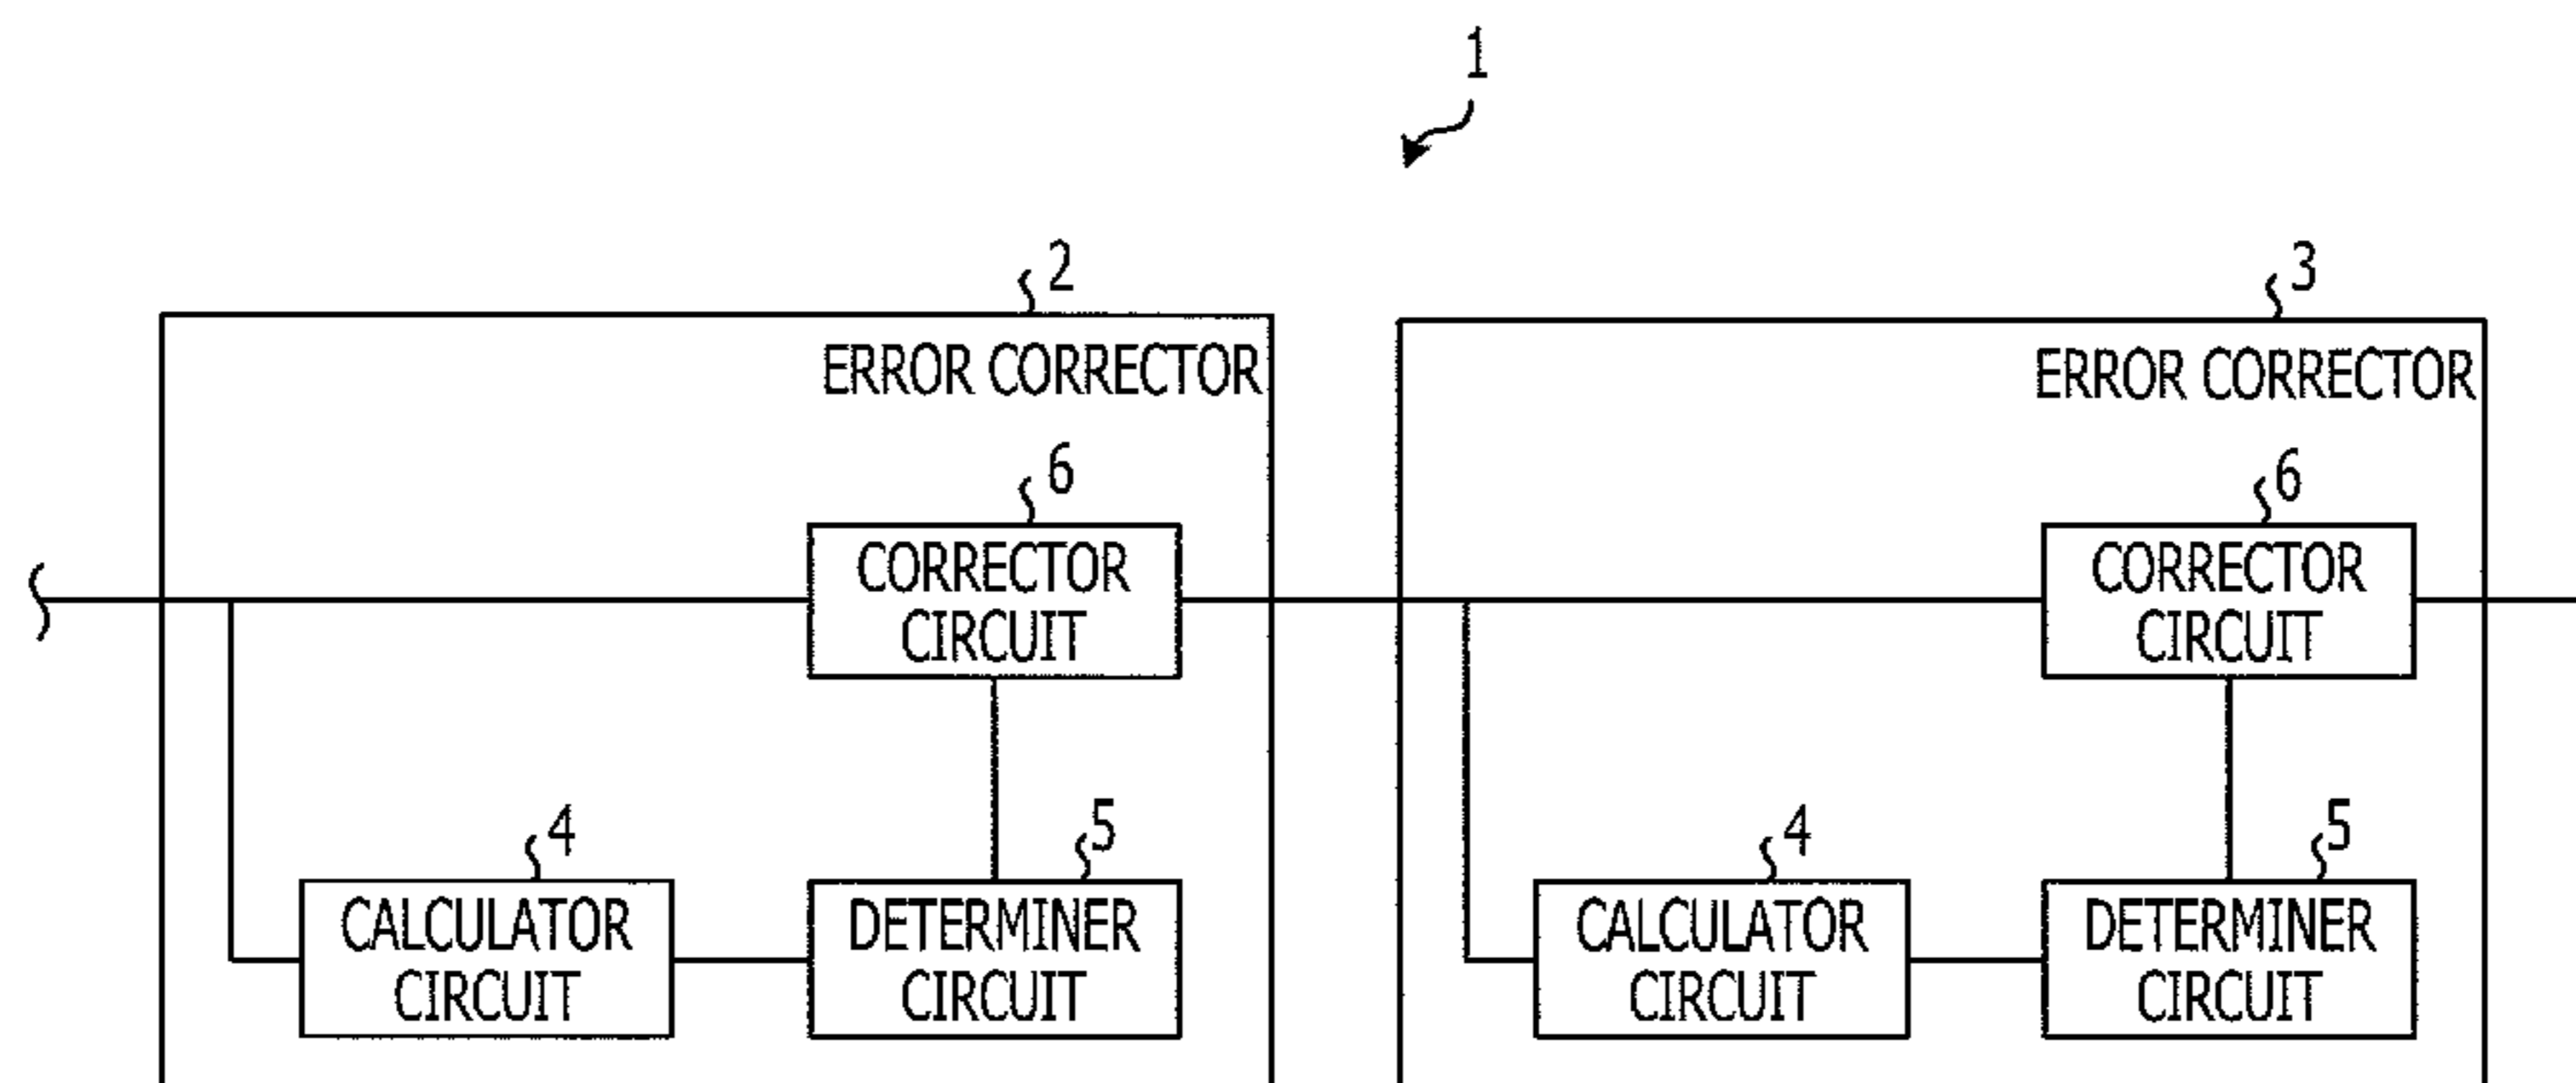 1
2
3
ERROR CORRECTOR
ERROR CORRECTOR
6
6
CORRECTOR
CIRCUIT
CORRECTOR
CIRCUIT
4
5
4
5
CALCULATOR
CIRCUIT
DETERMINER
CIRCUIT
CALCULATOR
CIRCUIT
DETERMINER
CIRCUIT